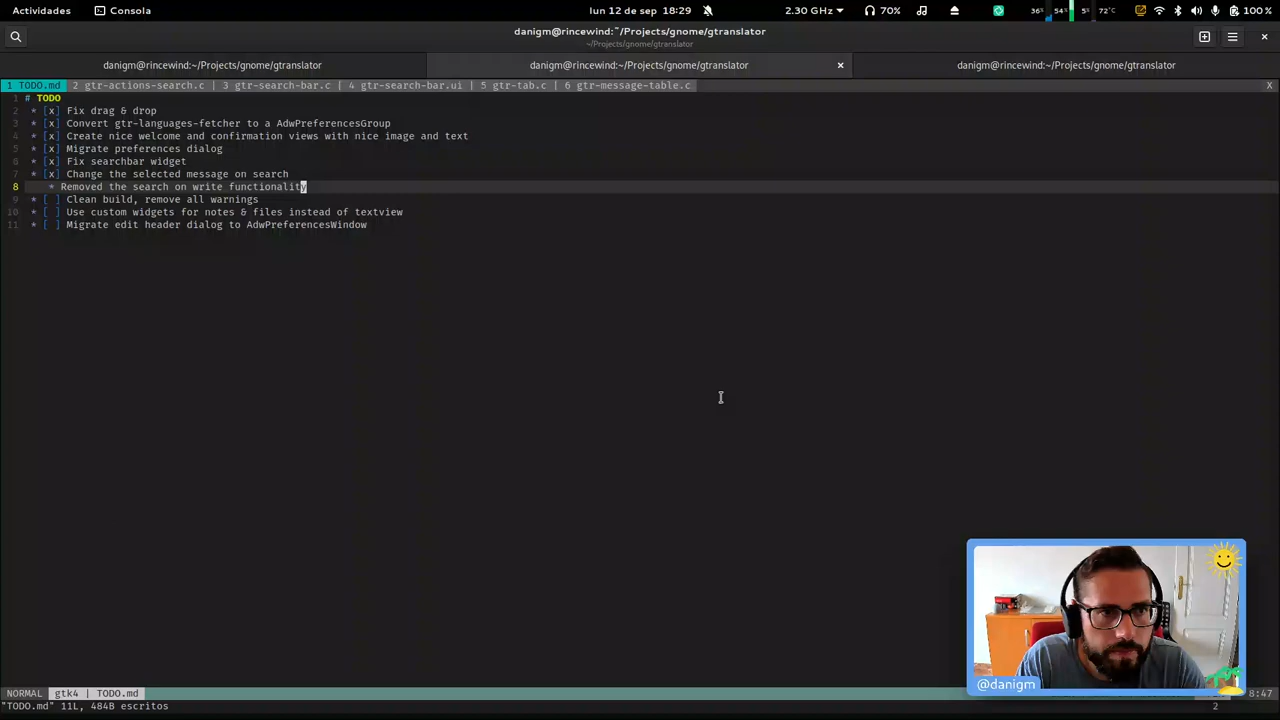 Actividades Consola lun 12 de sep 18:29 2.30 GHz 70% 36% 54% 5% 72°C 100 %
danigm@rincewind:~/Projects/gnome/gtranslator
~/Projects/gnome/gtranslator
danigm@rincewind:~/Projects/gnome/gtranslator danigm@rincewind:~/Projects/gnome/gtranslator × danigm@rincewind:~/Projects/gnome/gtranslator
1 TODO.md 2 gtr-actions-search.c | 3 gtr-search-bar.c | 4 gtr-search-bar.ui | 5 gtr-tab.c | 6 gtr-message-table.c X
1 # TODO
2 * [x] Fix drag & drop
3 * [x] Convert gtr-languages-fetcher to a AdwPreferencesGroup
4 * [x] Create nice welcome and confirmation views with nice image and text
5 * [x] Migrate preferences dialog
6 * [x] Fix searchbar widget
7 * [x] Change the selected message on search
8 * Removed the search on write functionality
9 * [ ] Clean build, remove all warnings
10 * [ ] Use custom widgets for notes & files instead of textview
11 * [ ] Migrate edit header dialog to AdwPreferencesWindow
@danigm
NORMAL gtk4 | TODO.md 8:47
"TODO.md" 11L, 484B escritos 2